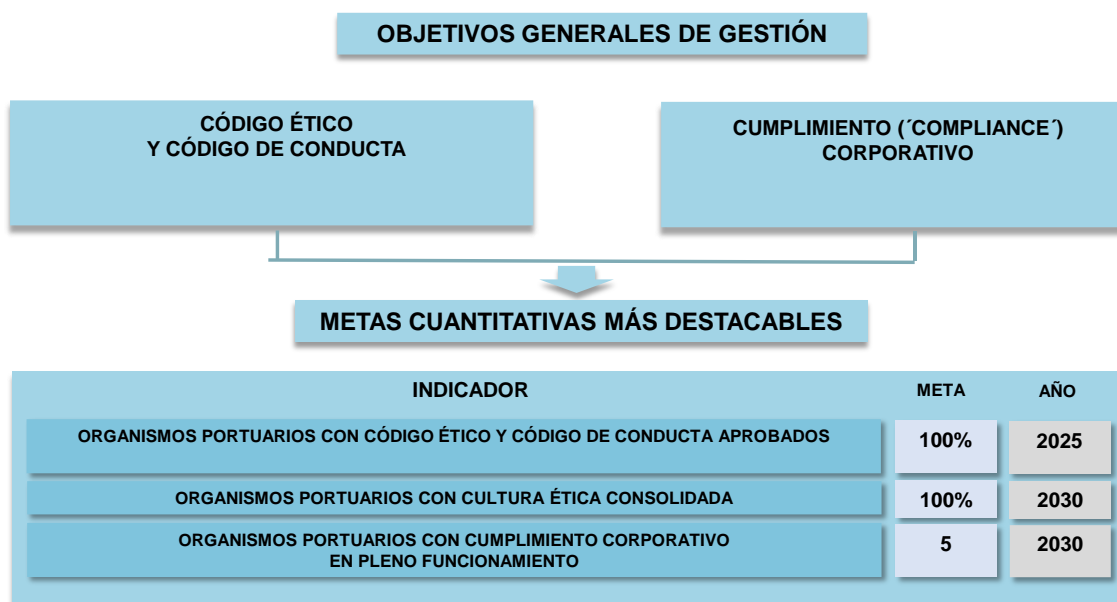 OBJETIVOS GENERALES DE GESTIÓN
CÓDIGO ÉTICO
Y CÓDIGO DE CONDUCTA
CUMPLIMIENTO (´COMPLIANCE´)
CORPORATIVO
METAS CUANTITATIVAS MÁS DESTACABLES
INDICADOR META AÑO
ORGANISMOS PORTUARIOS CON CÓDIGO ÉTICO Y CÓDIGO DE CONDUCTA APROBADOS 100% 2025
ORGANISMOS PORTUARIOS CON CULTURA ÉTICA CONSOLIDADA 100% 2030
ORGANISMOS PORTUARIOS CON CUMPLIMIENTO CORPORATIVO
EN PLENO FUNCIONAMIENTO 5 2030